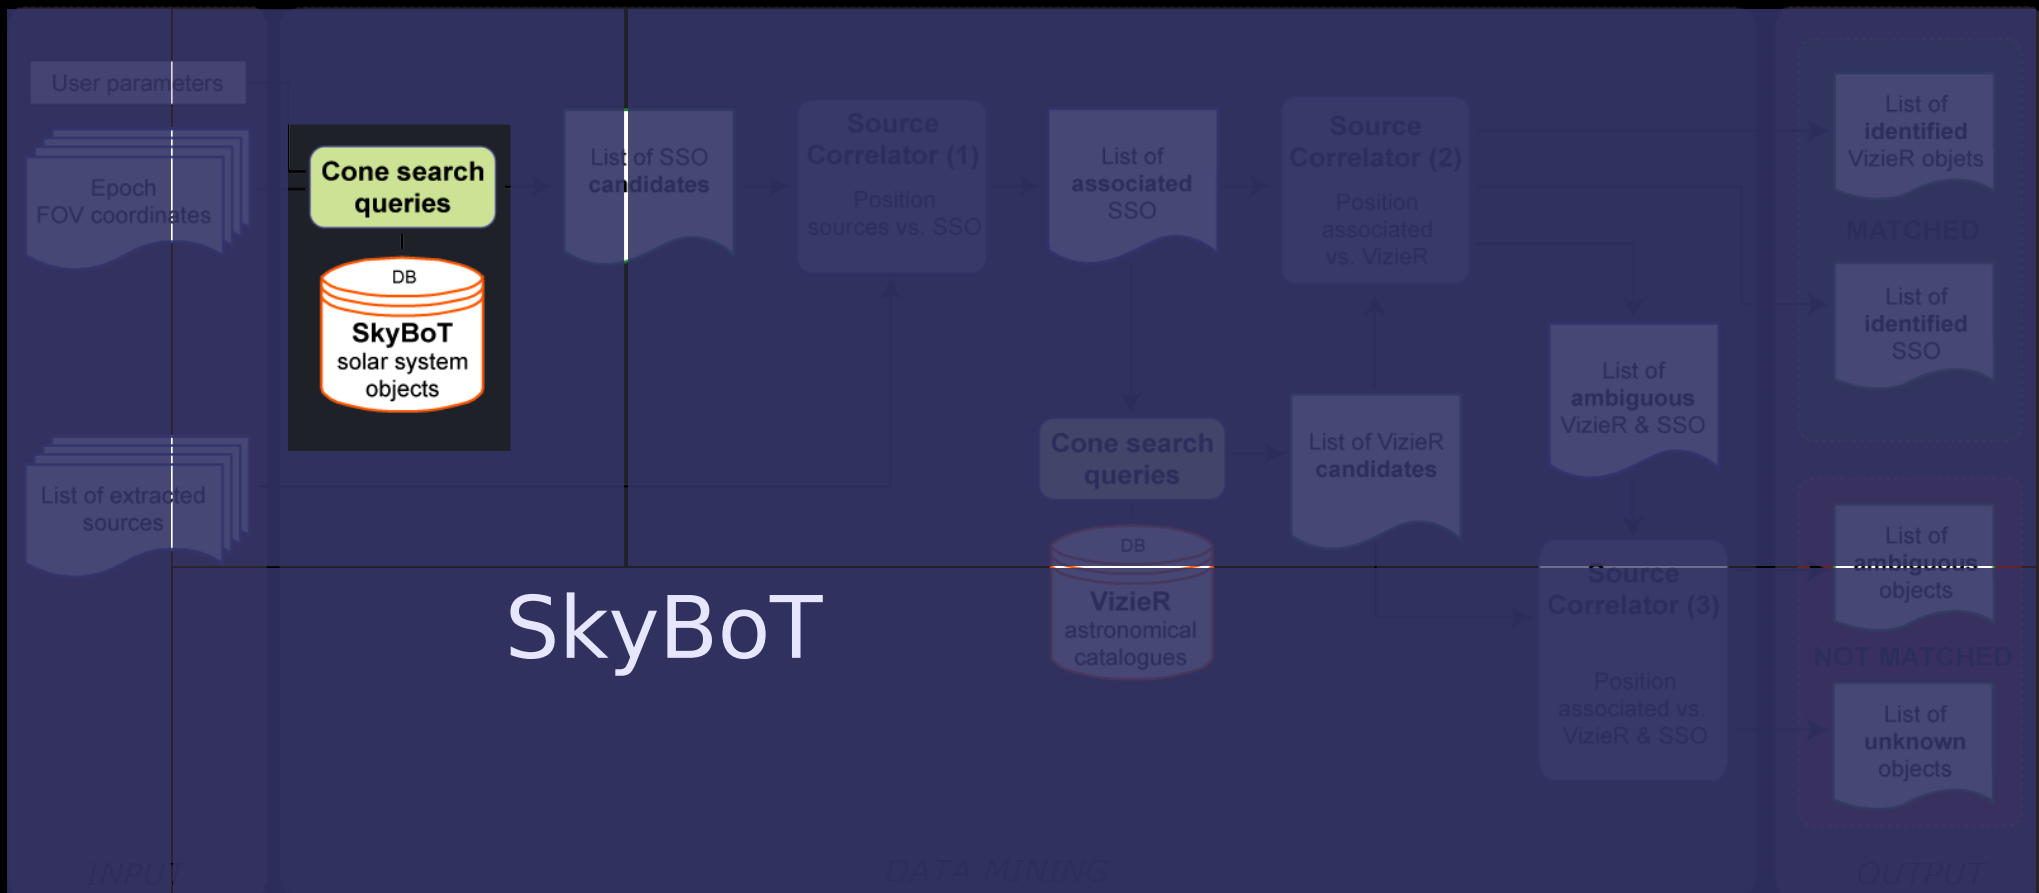 User parameters
Epoch
FOV coordinates
List of extracted
sources
Cone search
queries
DB
SkyBoT
solar system
objects
List of SSO
candidates
Source
Correlator (1)
Position
sources vs. SSO
List of
associated
SSO
Cone search
queries
DB
VizieR
astronomical
catalogues
Source
Correlator (2)
Position
associated
vs. VizieR
List of VizieR
candidates
List of
ambiguous
VizieR & SSO
Source
Correlator (3)
Position
associated vs.
VizieR & SSO
List of
identified
VizieR objets
MATCHED
List of
identified
SSO
List of
ambiguous
objects
NOT MATCHED
List of
unknown
objects
SkyBoT
INPUT
DATA MINING
OUTPUT